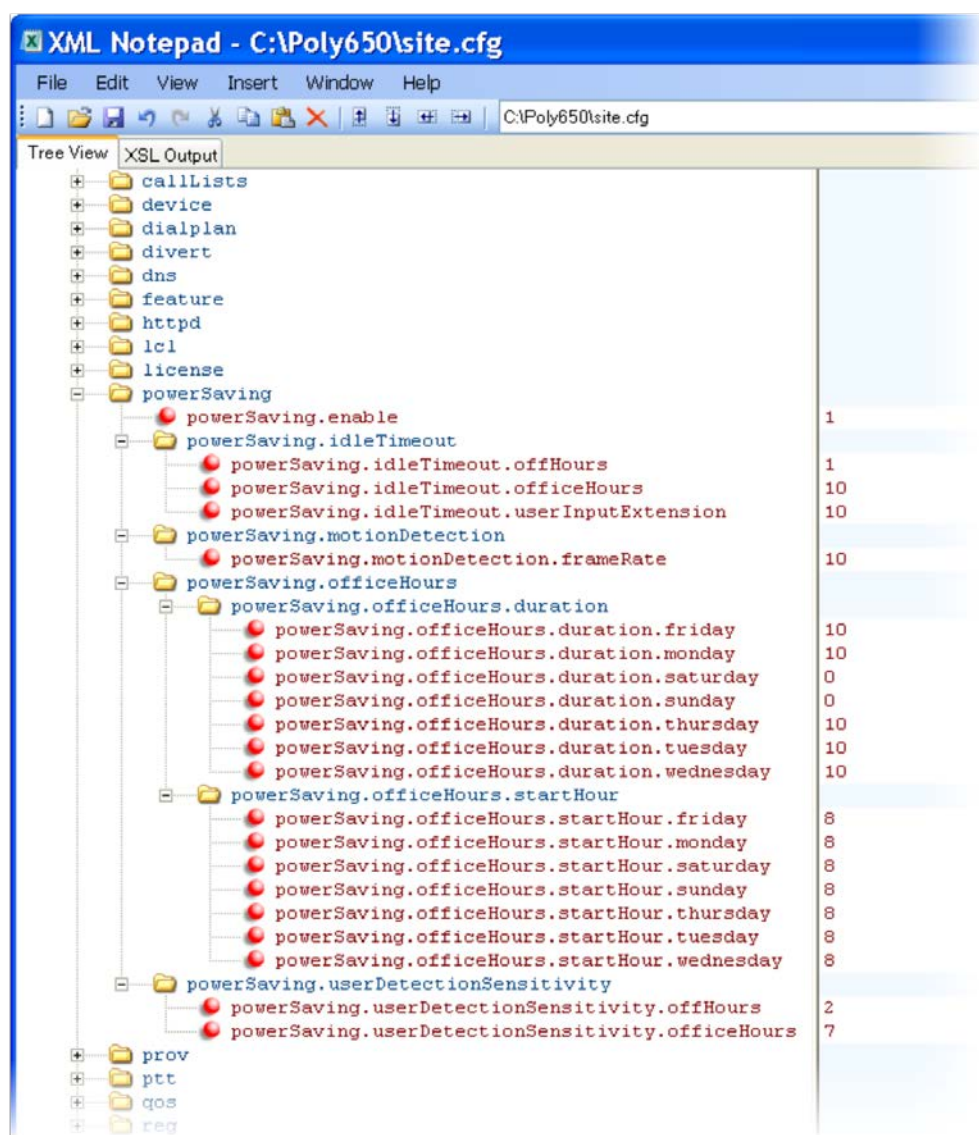 XML Notepad - C:\Poly650\site.cfg
File Edit View Insert Window Help
C:\Poly650\site.cfg
Tree View XSL Output
callLists
device
dialplan
divert
dns
feature
httpd
lcl
license
powerSaving
powerSaving.enable 1
powerSaving.idleTimeout
powerSaving.idleTimeout.offHours 1
powerSaving.idleTimeout.officeHours 10
powerSaving.idleTimeout.userInputExtension 10
powerSaving.motionDetection
powerSaving.motionDetection.frameRate 10
powerSaving.officeHours
powerSaving.officeHours.duration
powerSaving.officeHours.duration.friday 10
powerSaving.officeHours.duration.monday 10
powerSaving.officeHours.duration.saturday 0
powerSaving.officeHours.duration.sunday 0
powerSaving.officeHours.duration.thursday 10
powerSaving.officeHours.duration.tuesday 10
powerSaving.officeHours.duration.wednesday 10
powerSaving.officeHours.startHour
powerSaving.officeHours.startHour.friday 8
powerSaving.officeHours.startHour.monday 8
powerSaving.officeHours.startHour.saturday 8
powerSaving.officeHours.startHour.sunday 8
powerSaving.officeHours.startHour.thursday 8
powerSaving.officeHours.startHour.tuesday 8
powerSaving.officeHours.startHour.wednesday 8
powerSaving.userDetectionSensitivity
powerSaving.userDetectionSensitivity.offHours 2
powerSaving.userDetectionSensitivity.officeHours 7
prov
ptt
qos
reg